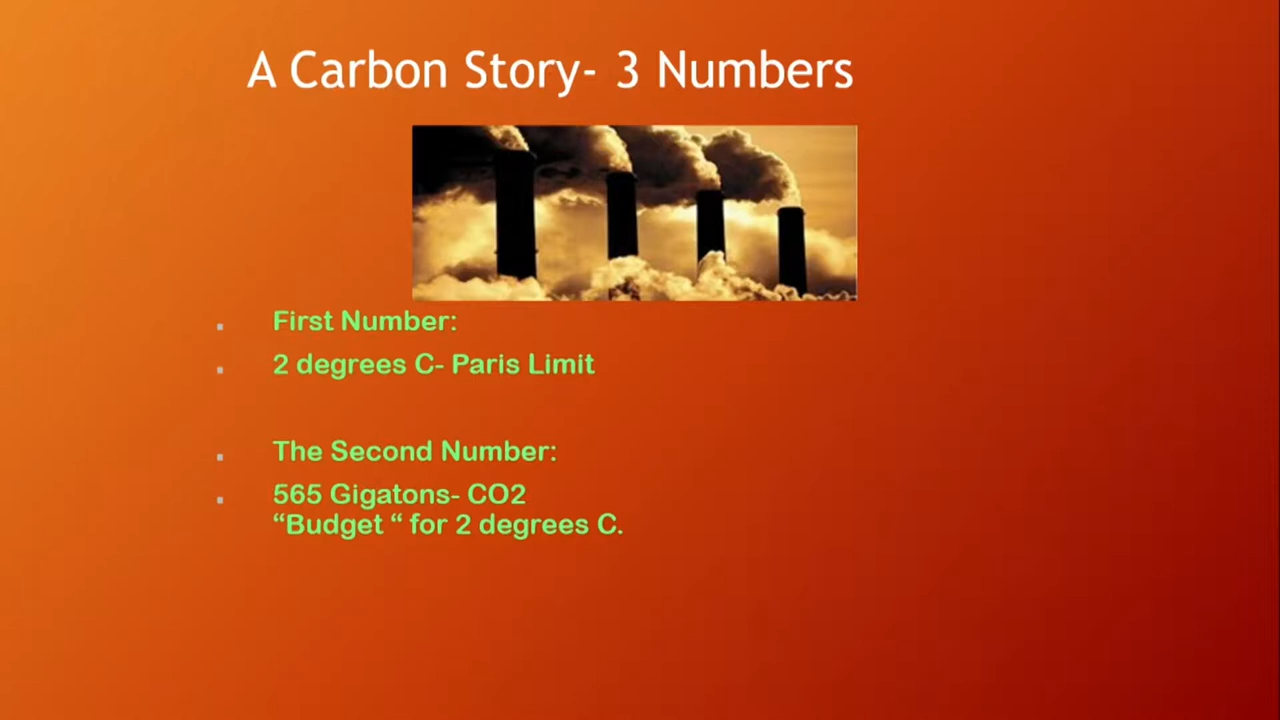 A Carbon Story- 3 Numbers
First Number:
2 degrees C- Paris Limit
The Second Number:
565 Gigatons- CO2
“Budget “ for 2 degrees C.